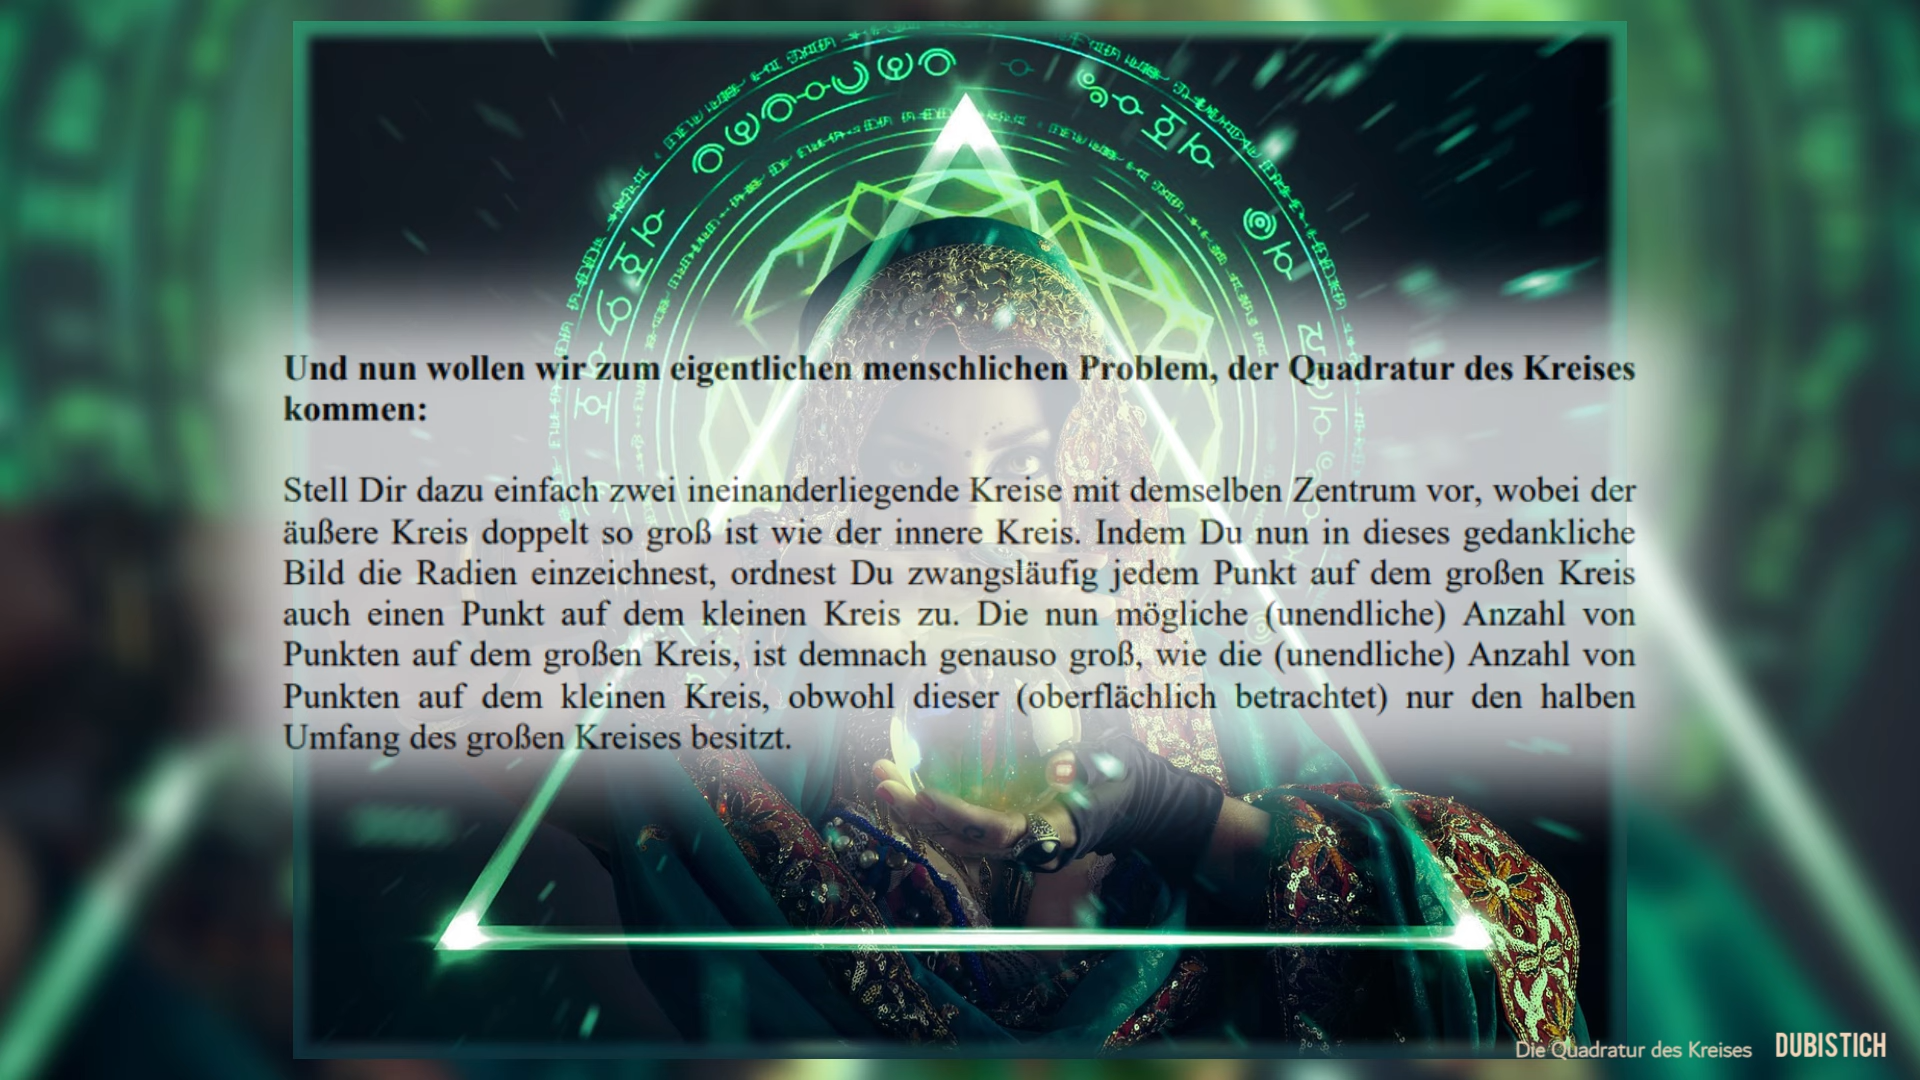 Und nun wollen wir zum eigentlichen menschlichen Problem, der Quadratur des Kreises
kommen:
Stell Dir dazu einfach zwei ineinanderliegende Kreise mit demselben Zentrum vor, wobei der
äußere Kreis doppelt so groß ist wie der innere Kreis. Indem Du nun in dieses gedankliche
Bild die Radien einzeichnest, ordnest Du zwangsläufig jedem Punkt auf dem großen Kreis
auch einen Punkt auf dem kleinen Kreis zu. Die nun mögliche (unendliche) Anzahl von
Punkten auf dem großen Kreis, ist demnach genauso groß, wie die (unendliche) Anzahl von
Punkten auf dem kleinen Kreis, obwohl dieser (oberflächlich betrachtet) nur den halben
Umfang des großen Kreises besitzt.
Die Quadratur des Kreises DUBISTICH